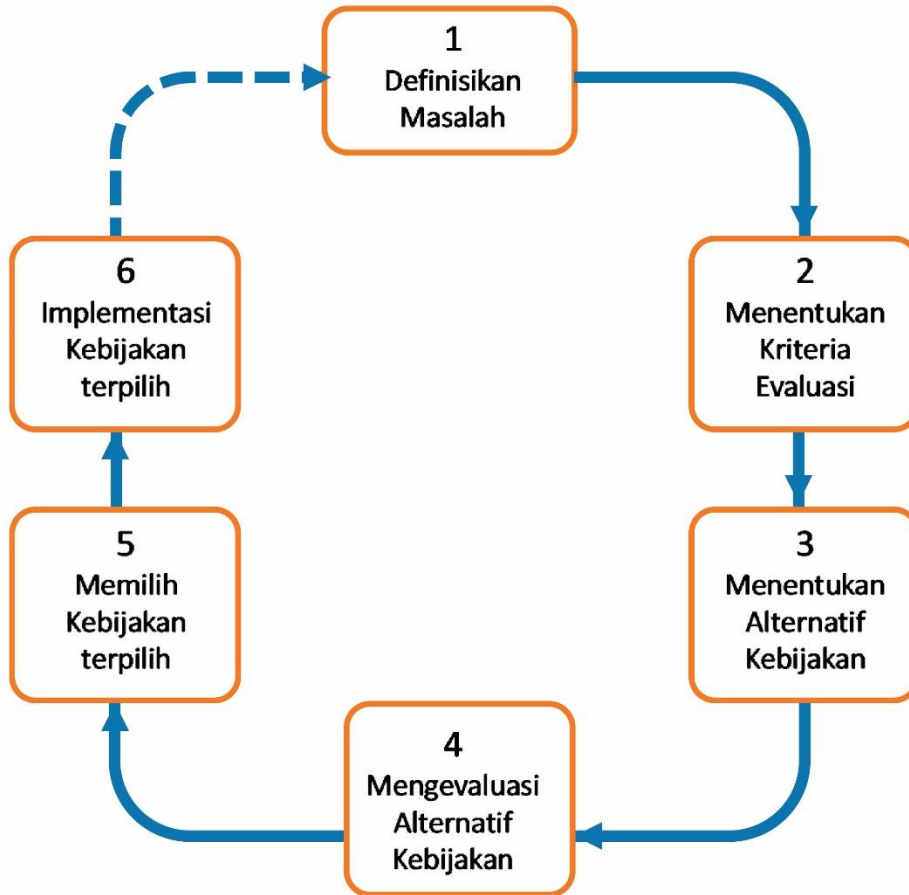 1
Definisikan
Masalah
2
Menentukan
Kriteria
Evaluasi
3
Menentukan
Alternatif
Kebijakan
4
Mengevaluasi
Alternatif
Kebijakan
5
Memilih
Kebijakan
terpilih
6
Implementasi
Kebijakan
terpilih